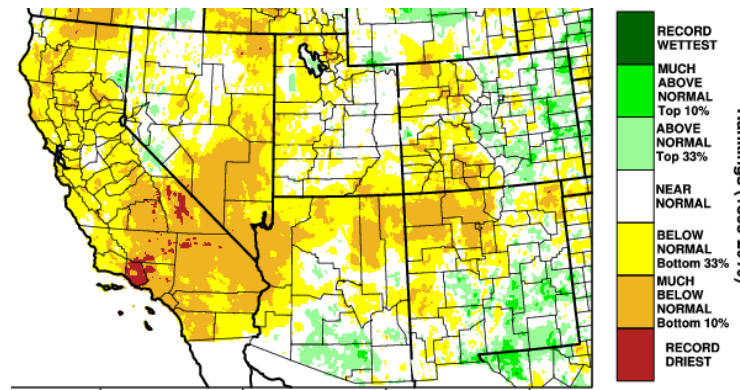 RECORD
WETTEST
MUCH
ABOVE
NORMAL
Top 10%
ABOVE
NORMAL
Top 33%
NEAR
NORMAL
BELOW
NORMAL
Bottom 33%
MUCH
BELOW
NORMAL
Bottom 10%
RECORD
DRIEST